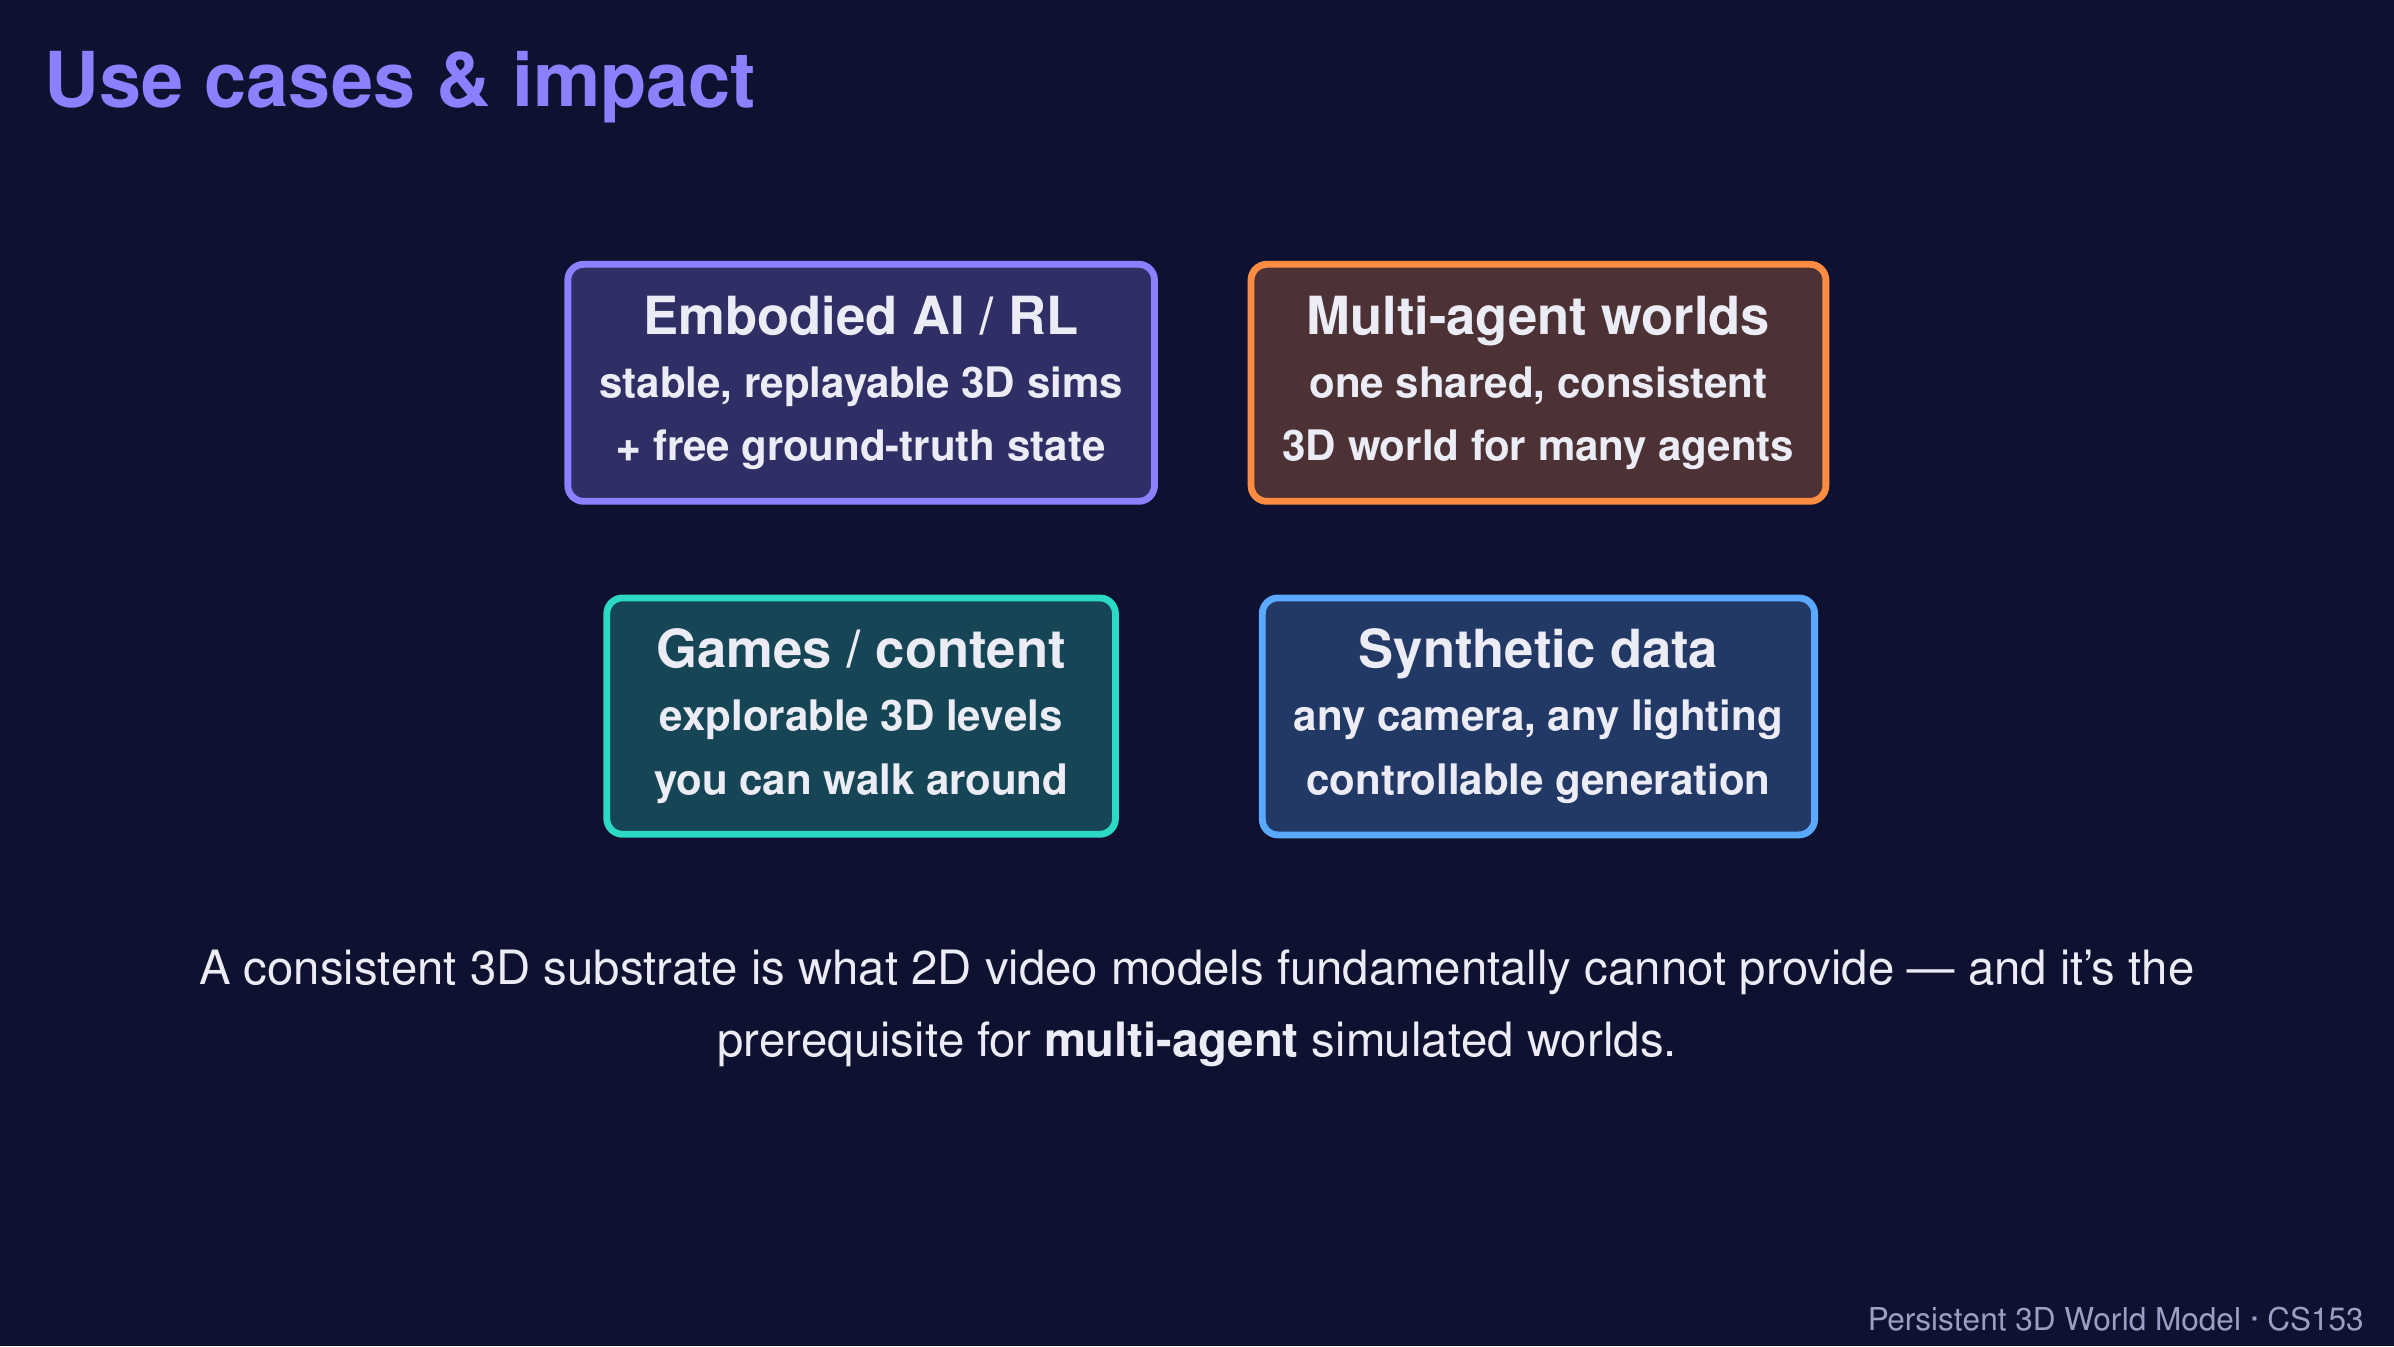 Use cases & impact
Embodied AI / RL
stable, replayable 3D sims
+ free ground-truth state
Multi-agent worlds
one shared, consistent
3D world for many agents
Games / content
explorable 3D levels
you can walk around
Synthetic data
any camera, any lighting
controllable generation
A consistent 3D substrate is what 2D video models fundamentally cannot provide — and it’s the
prerequisite for multi-agent simulated worlds.
Persistent 3D World Model · CS153